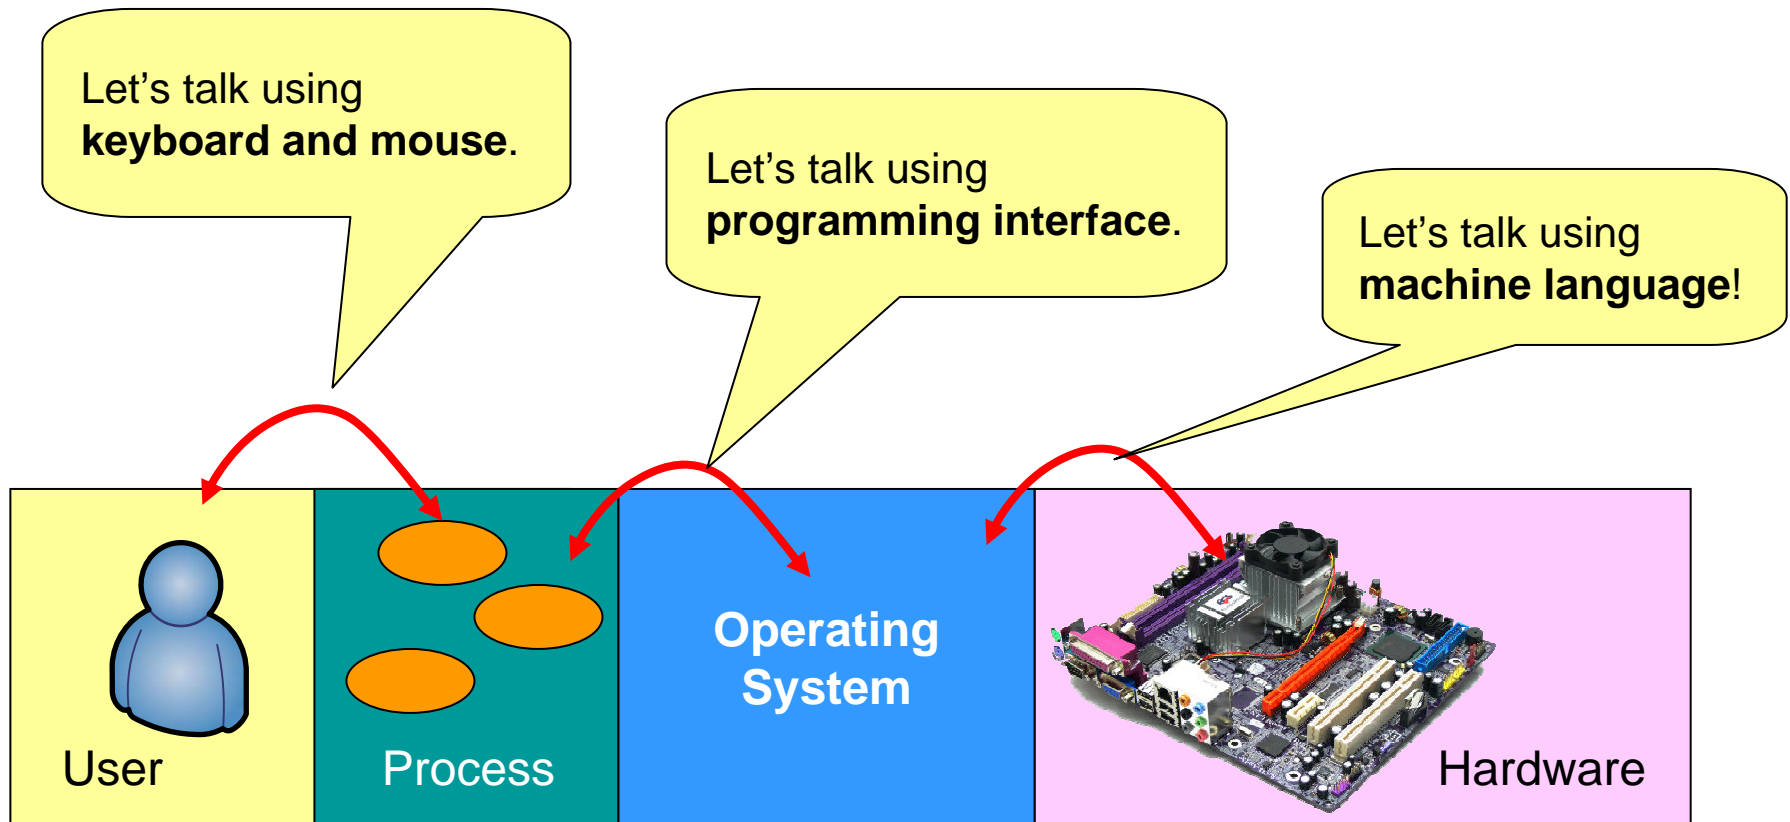 Let’s talk using
keyboard and mouse.
Let’s talk using
programming interface.
Let’s talk using
machine language!
Operating
System
User
Process
Hardware